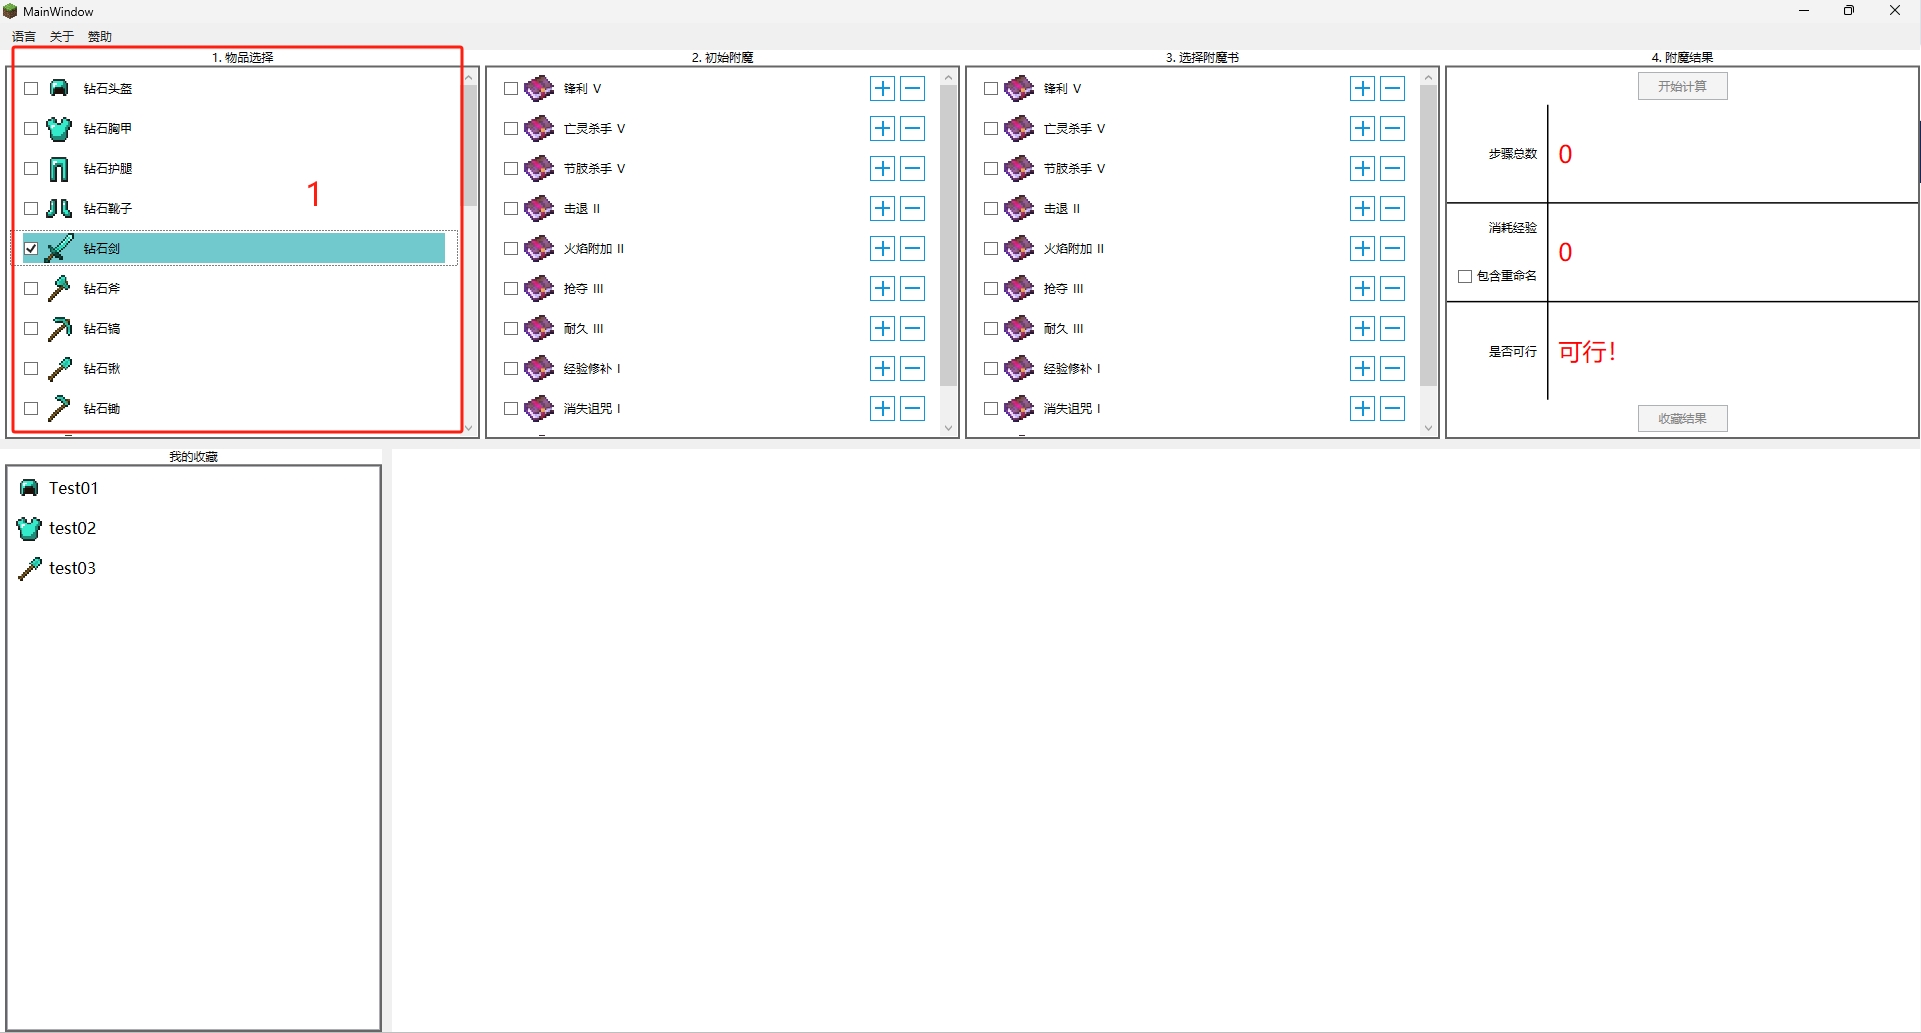 MainWindow
语言 关于 赞助
1. 物品选择
钻石头盔
钻石胸甲
钻石护腿
1
钻石靴子
钻石剑
钻石斧
钻石镐
钻石锹
钻石锄
2. 初始附魔
锋利 V
亡灵杀手 V
节肢杀手 V
击退 II
火焰附加 II
抢夺 III
耐久 III
经验修补 I
消失诅咒 I
3. 选择附魔书
锋利 V
亡灵杀手 V
节肢杀手 V
击退 II
火焰附加 II
抢夺 III
耐久 III
经验修补 I
消失诅咒 I
4. 附魔结果
开始计算
步骤总数 0
消耗经验 0
包含重命名
是否可行 可行!
收藏结果
我的收藏
Test01
test02
test03